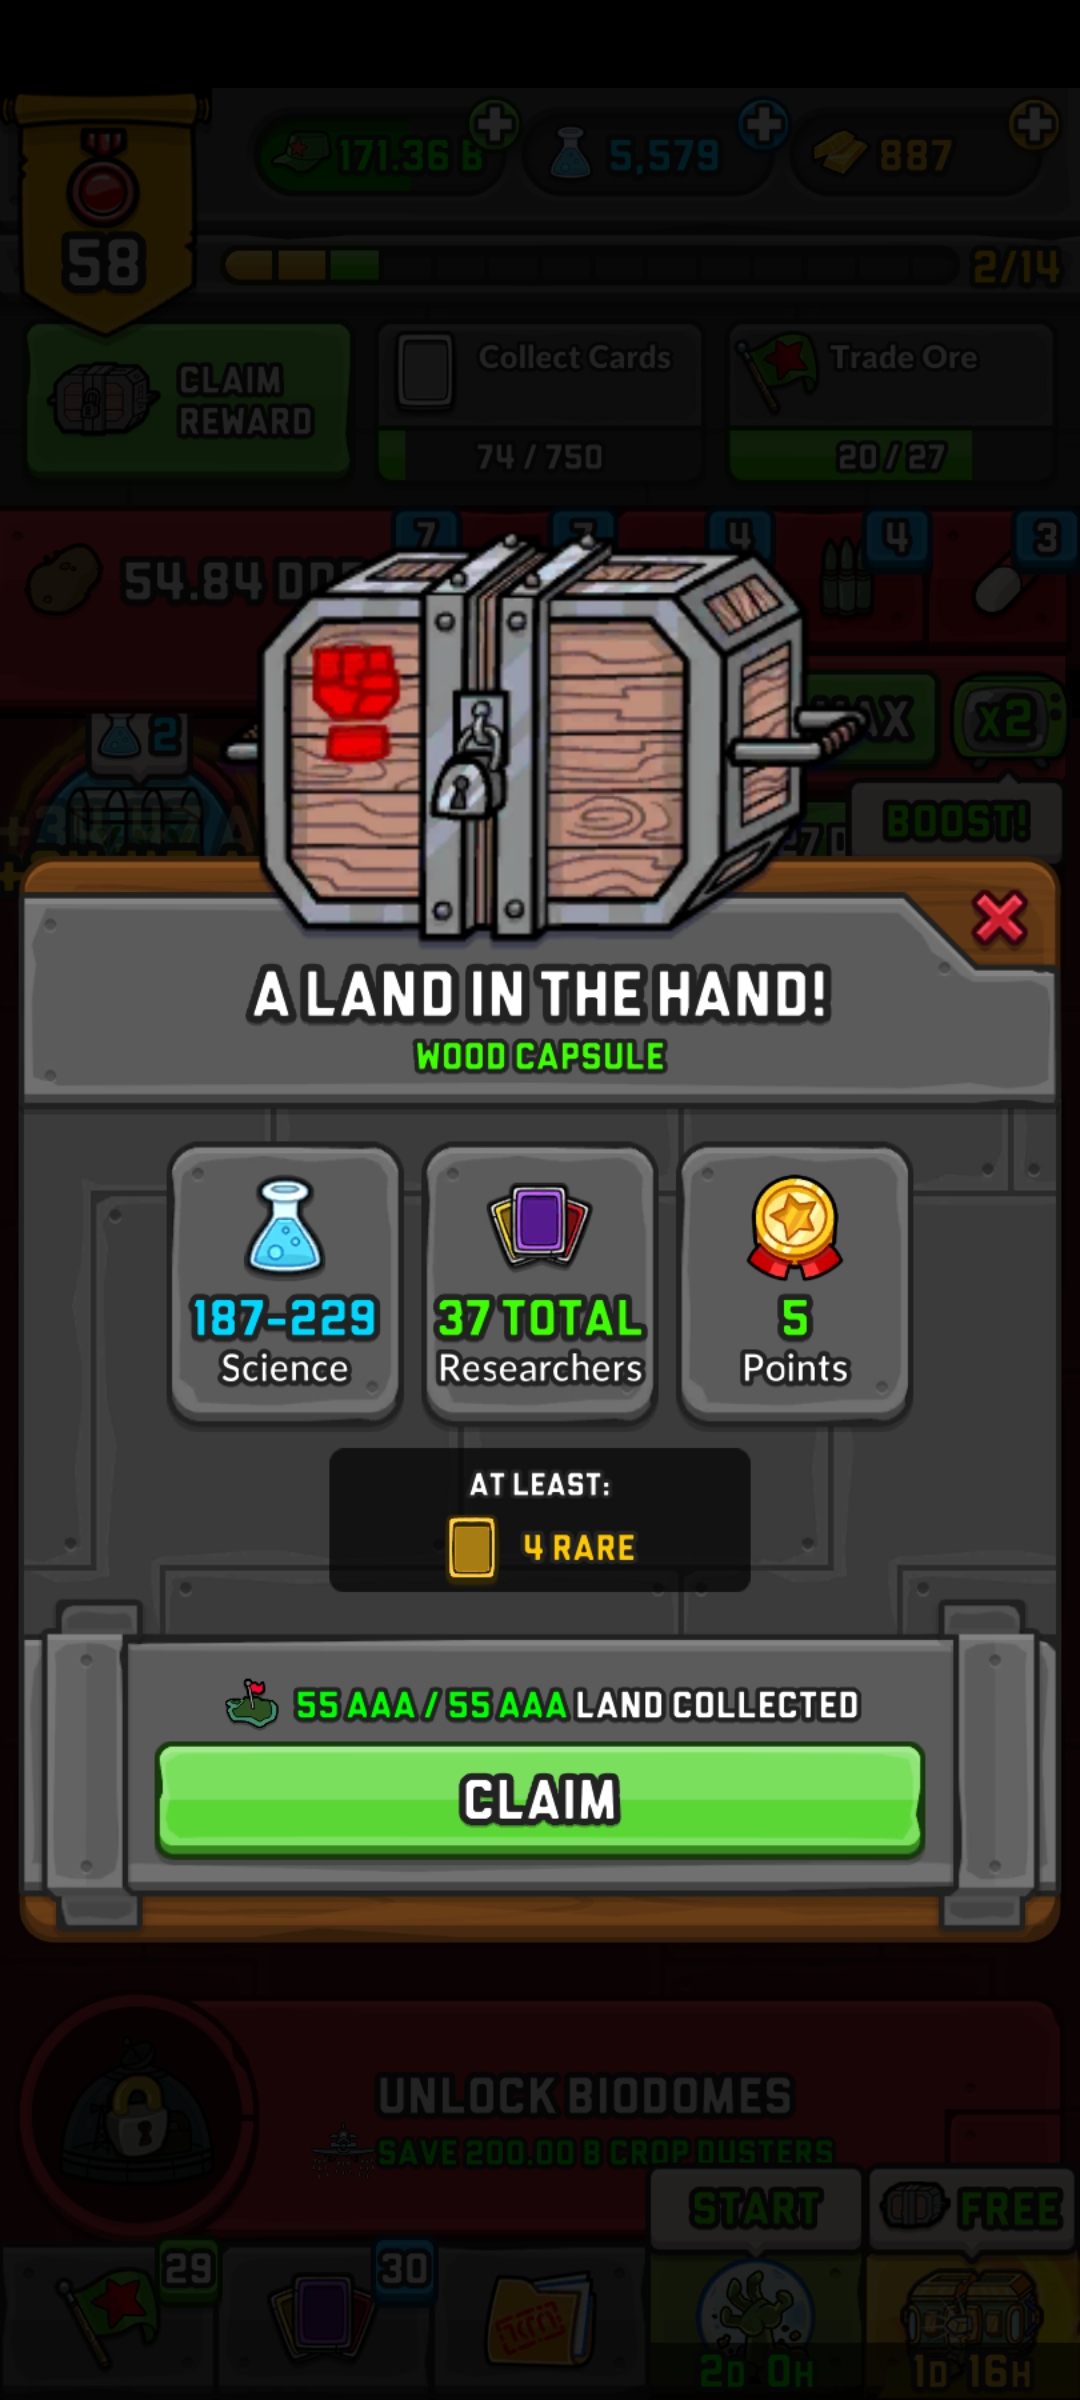 171.36 B
5,579
887
58
2/14
CLAIM
REWARD
Collect Cards
74 / 750
Trade Ore
20 / 27
7
7
4
4
3
54.84
2
MAX
x2
BOOST!
A LAND IN THE HAND!
WOOD CAPSULE
187-229
Science
37 TOTAL
Researchers
5
Points
AT LEAST:
4 RARE
55 AAA / 55 AAA LAND COLLECTED
CLAIM
UNLOCK BIODOMES
SAVE 200.00 B CROP DUSTERS
START
FREE
29
30
2D 0H
1D 16H